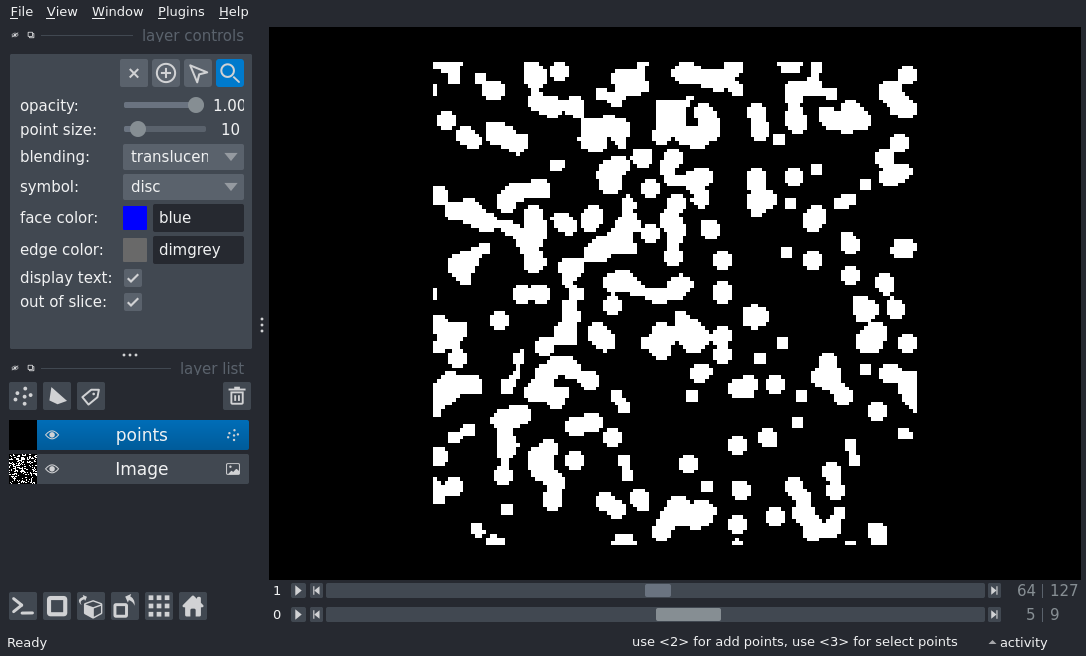 File View Window Plugins Help
layer controls
opacity: 1.00
point size: 10
blending: translucen
symbol: disc
face color: blue
edge color: dimgrey
display text:
out of slice:
layer list
points
Image
1 64 127
0 5 9
Ready use <2> for add points, use <3> for select points activity